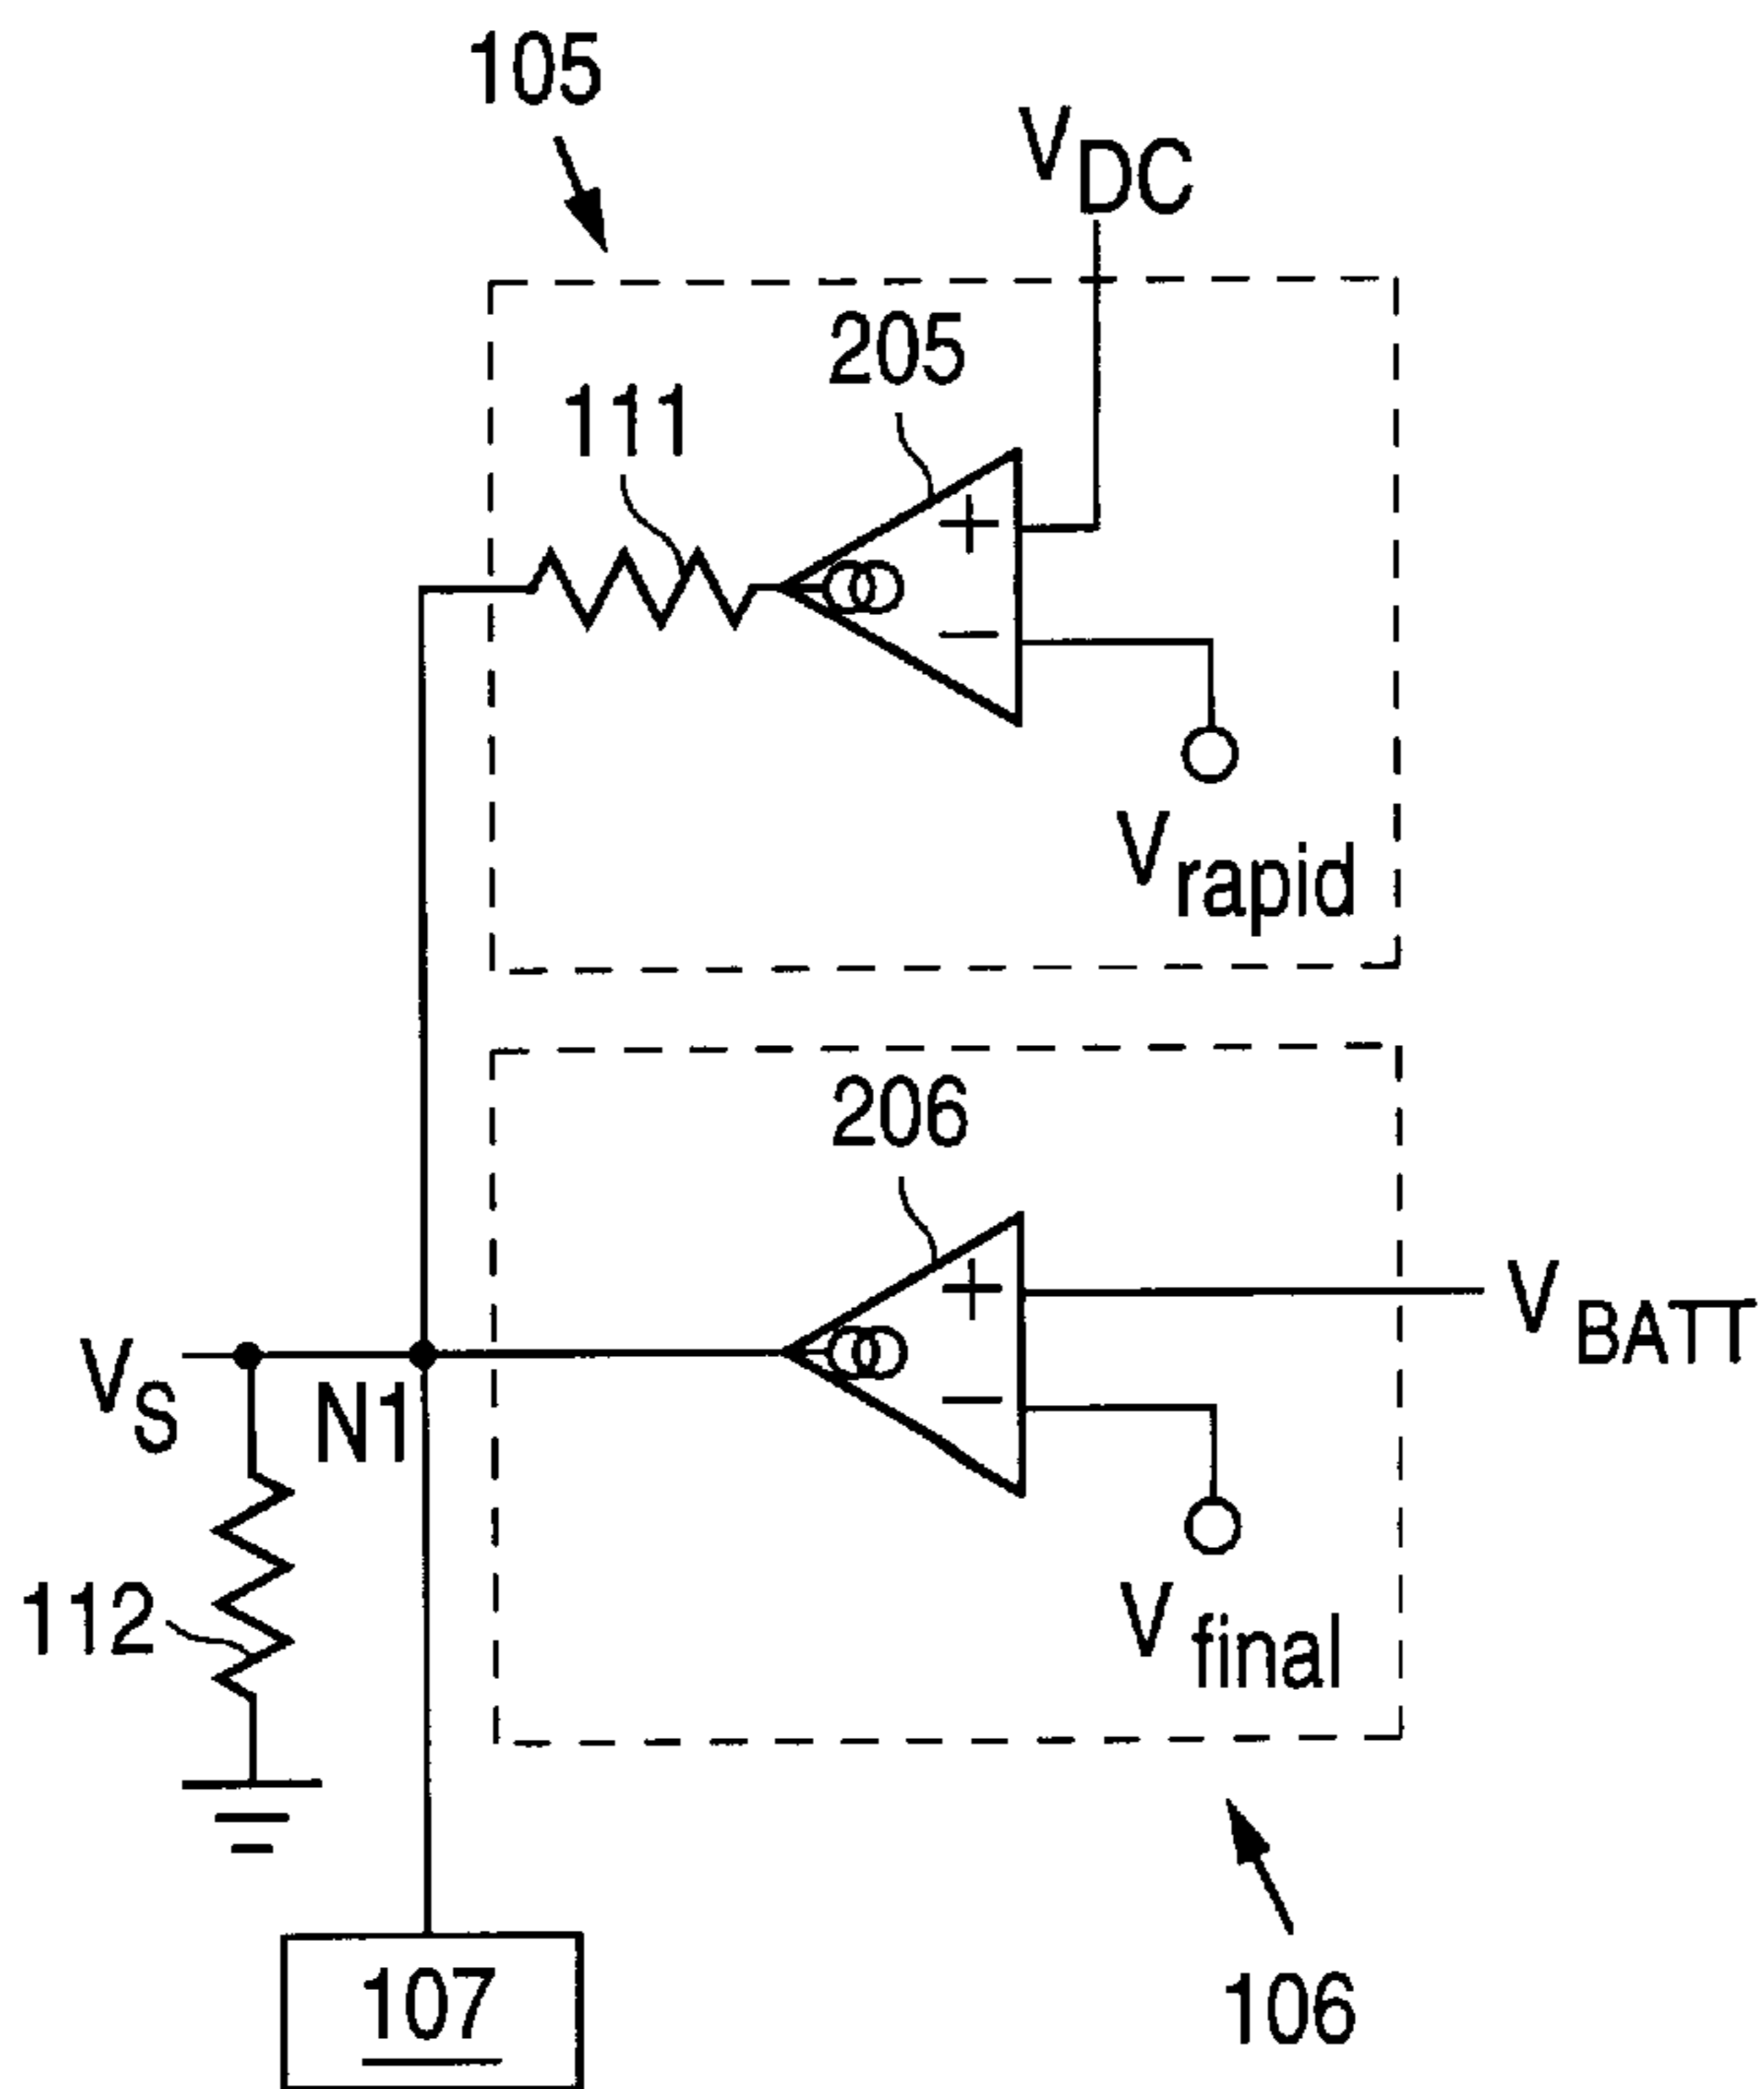 105
VDC
205
111
+
−
Vrapid
206
+
−
VBATT
VS
N1
112
Vfinal
107
106